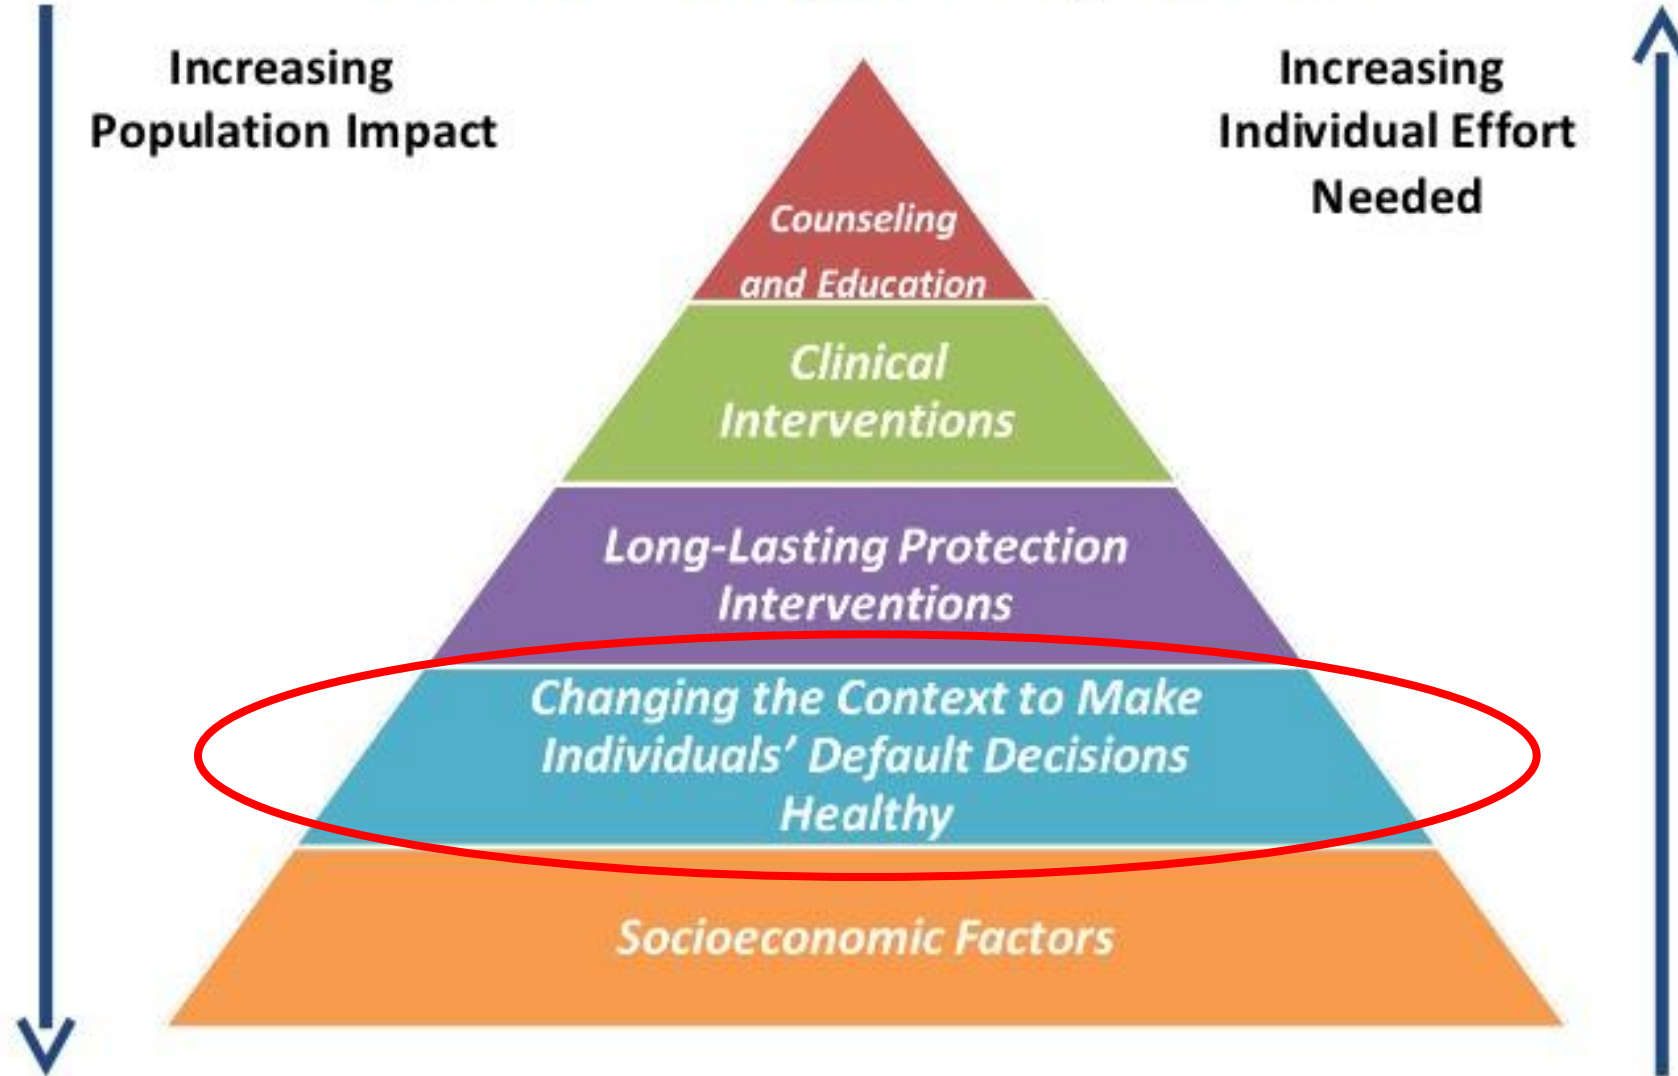 Increasing
Population Impact
Increasing
Individual Effort
Needed
Counseling
and Education
Clinical
Interventions
Long-Lasting Protection
Interventions
Changing the Context to Make
Individuals’ Default Decisions
Healthy
Socioeconomic Factors